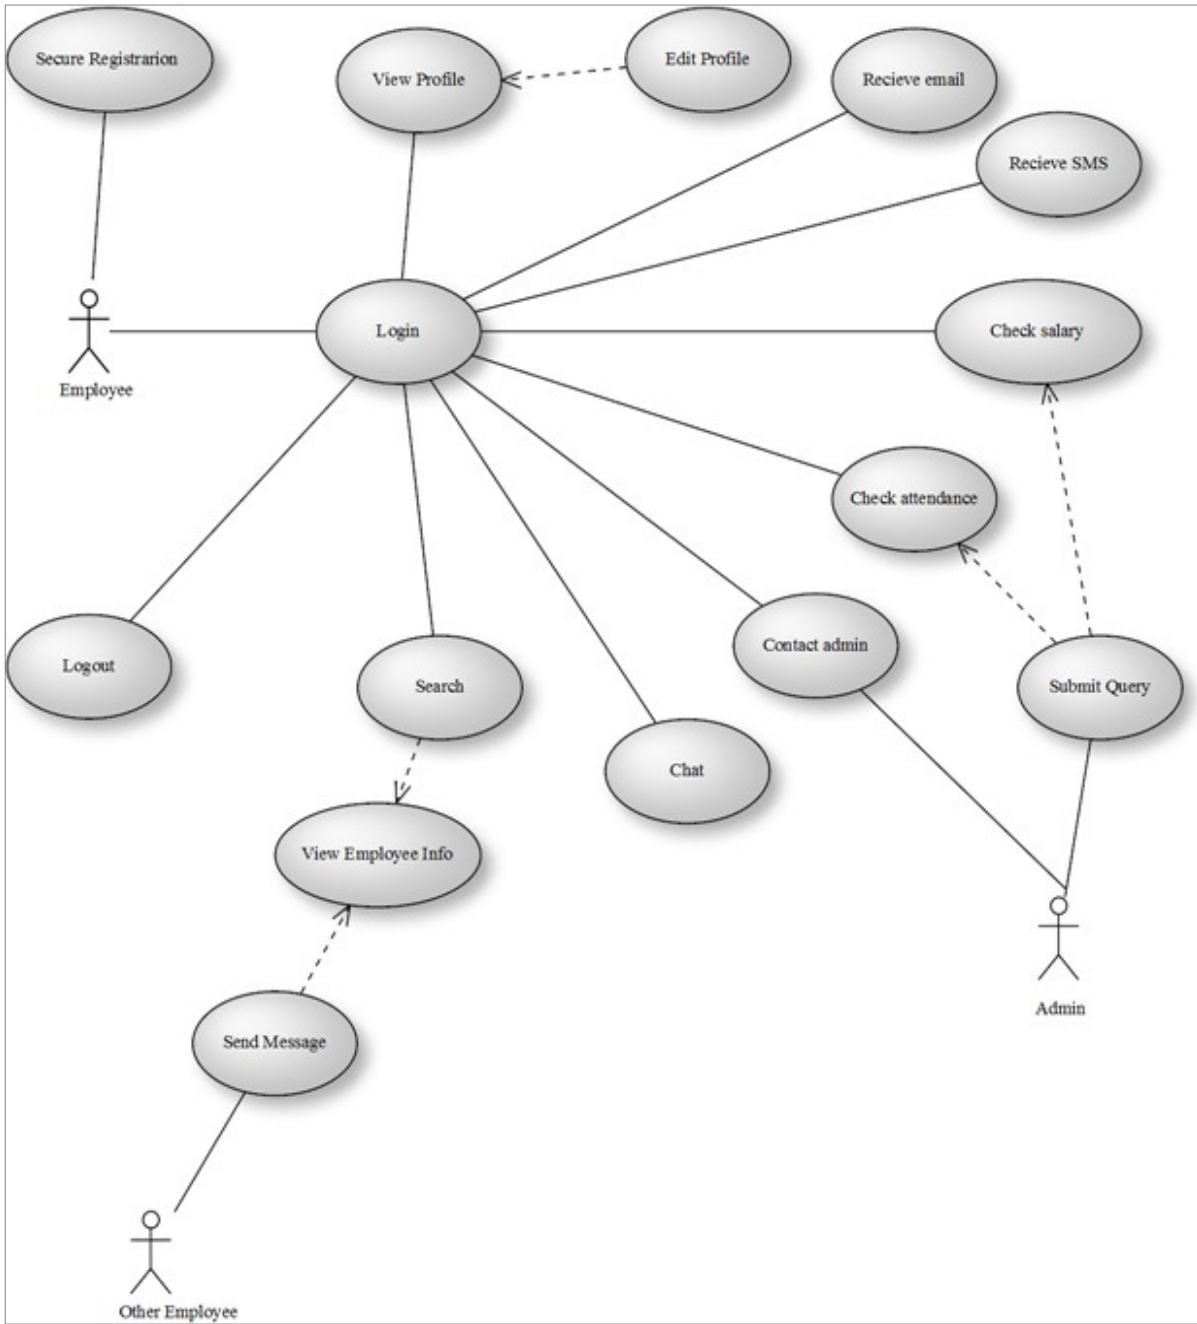 Secure Registrarion
View Profile
Edit Profile
Recieve email
Recieve SMS
Login
Check salary
Employee
Check attendance
Contact admin
Logout
Search
Submit Query
Chat
View Employee Info
Admin
Send Message
Other Employee